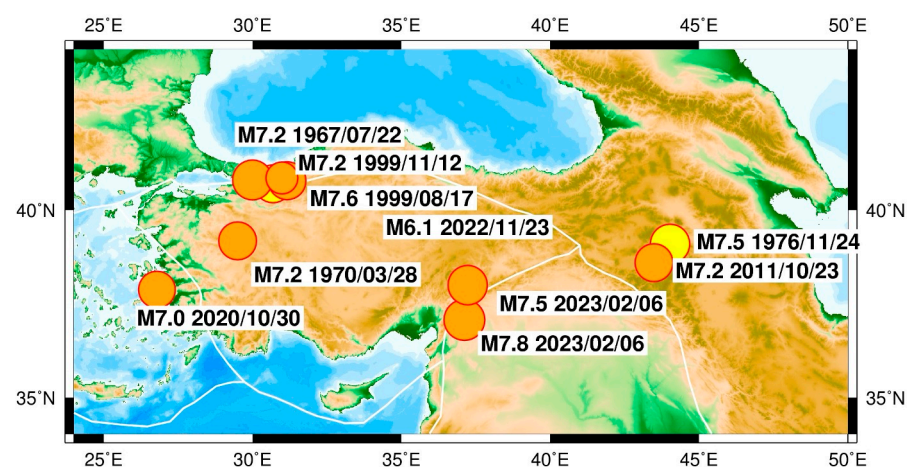 25°E 30°E 35°E 40°E 45°E 50°E
M7.2 1967/07/22
M7.2 1999/11/12
M7.6 1999/08/17
40°N 40°N
M6.1 2022/11/23
M7.5 1976/11/24
M7.2 2011/10/23
M7.2 1970/03/28
M7.5 2023/02/06
M7.0 2020/10/30
M7.8 2023/02/06
35°N 35°N
25°E 30°E 35°E 40°E 45°E 50°E